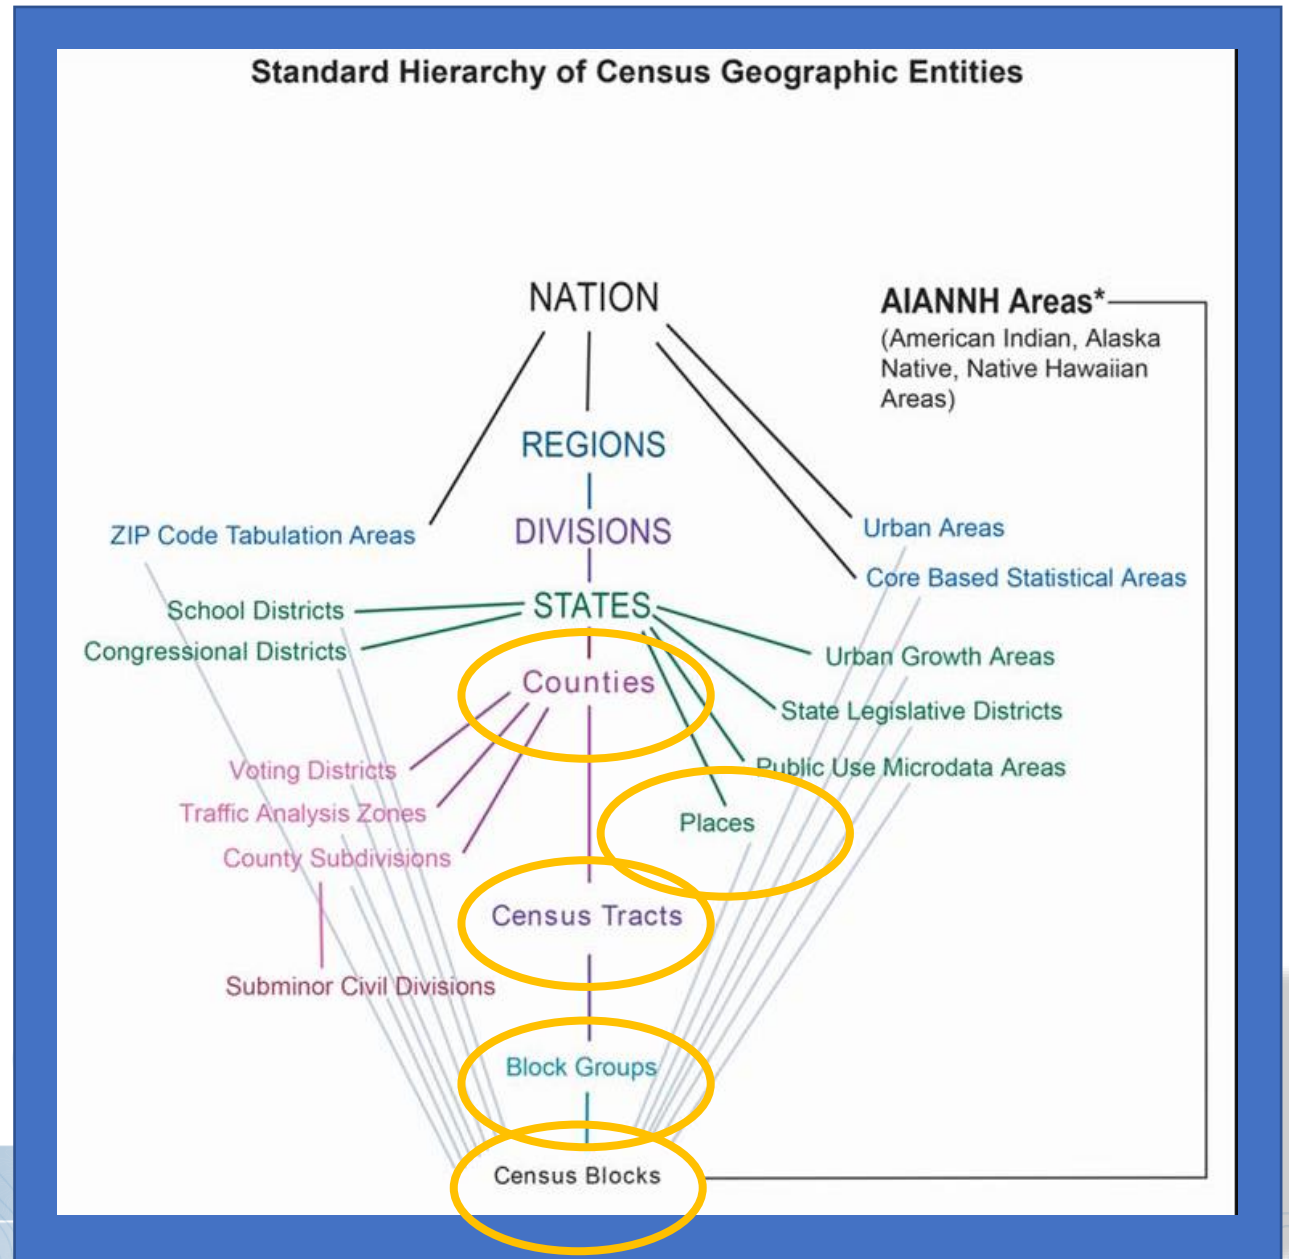 Standard Hierarchy of Census Geographic Entities
NATION
AIANNH Areas*
(American Indian, Alaska
Native, Native Hawaiian
Areas)
REGIONS
DIVISIONS
ZIP Code Tabulation Areas
Urban Areas
Core Based Statistical Areas
School Districts
STATES
Congressional Districts
Urban Growth Areas
Counties
State Legislative Districts
Voting Districts
Public Use Microdata Areas
Traffic Analysis Zones
Places
County Subdivisions
Census Tracts
Subminor Civil Divisions
Block Groups
Census Blocks